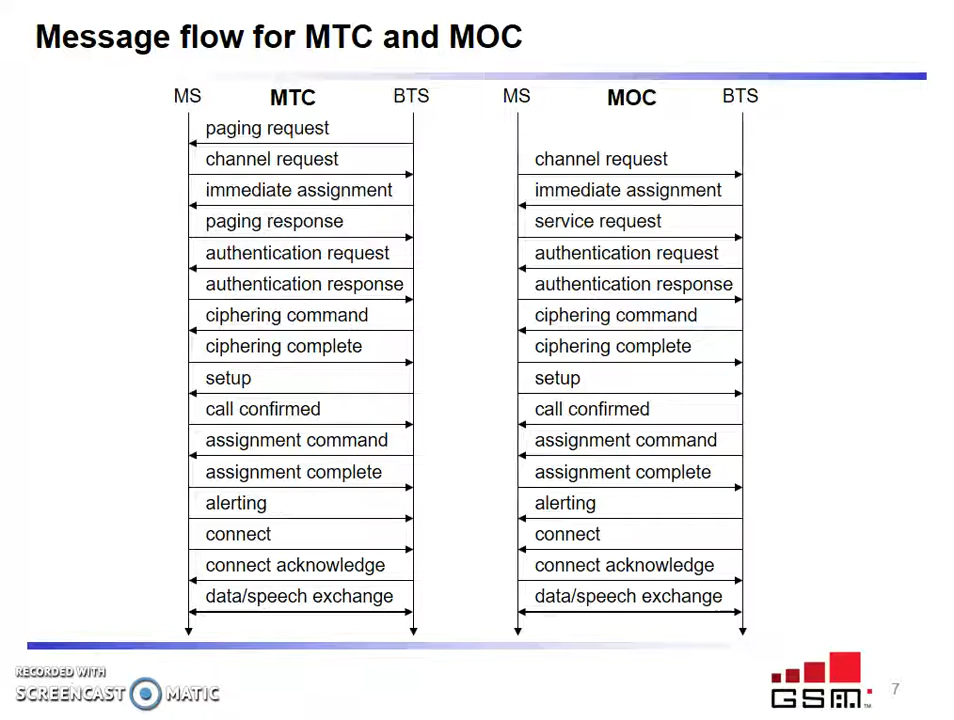 Message flow for MTC and MOC
MS MTC BTS
paging request
channel request
immediate assignment
paging response
authentication request
authentication response
ciphering command
ciphering complete
setup
call confirmed
assignment command
assignment complete
alerting
connect
connect acknowledge
data/speech exchange
MS MOC BTS
channel request
immediate assignment
service request
authentication request
authentication response
ciphering command
ciphering complete
setup
call confirmed
assignment command
assignment complete
alerting
connect
connect acknowledge
data/speech exchange
RECORDED WITH
SCREENCAST MATIC
GSM™
7